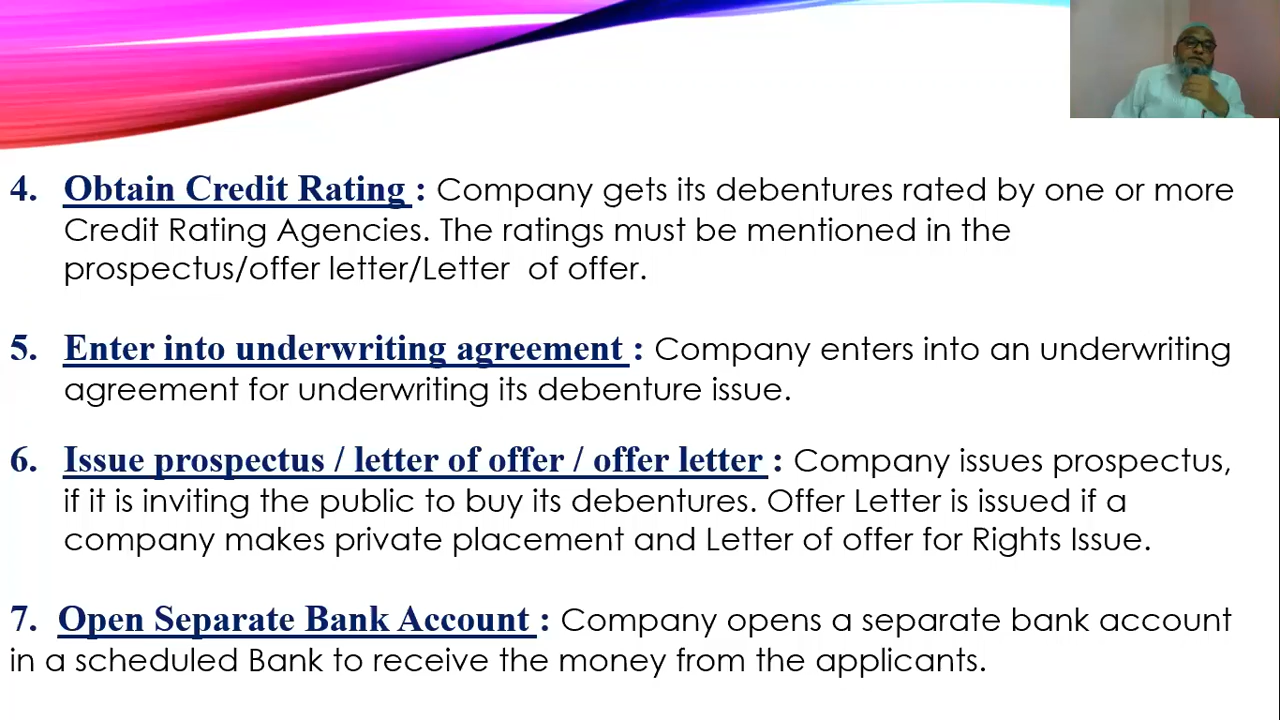 4. Obtain Credit Rating : Company gets its debentures rated by one or more
Credit Rating Agencies. The ratings must be mentioned in the
prospectus/offer letter/Letter of offer.
5. Enter into underwriting agreement : Company enters into an underwriting
agreement for underwriting its debenture issue.
6. Issue prospectus / letter of offer / offer letter : Company issues prospectus,
if it is inviting the public to buy its debentures. Offer Letter is issued if a
company makes private placement and Letter of offer for Rights Issue.
7. Open Separate Bank Account : Company opens a separate bank account
in a scheduled Bank to receive the money from the applicants.